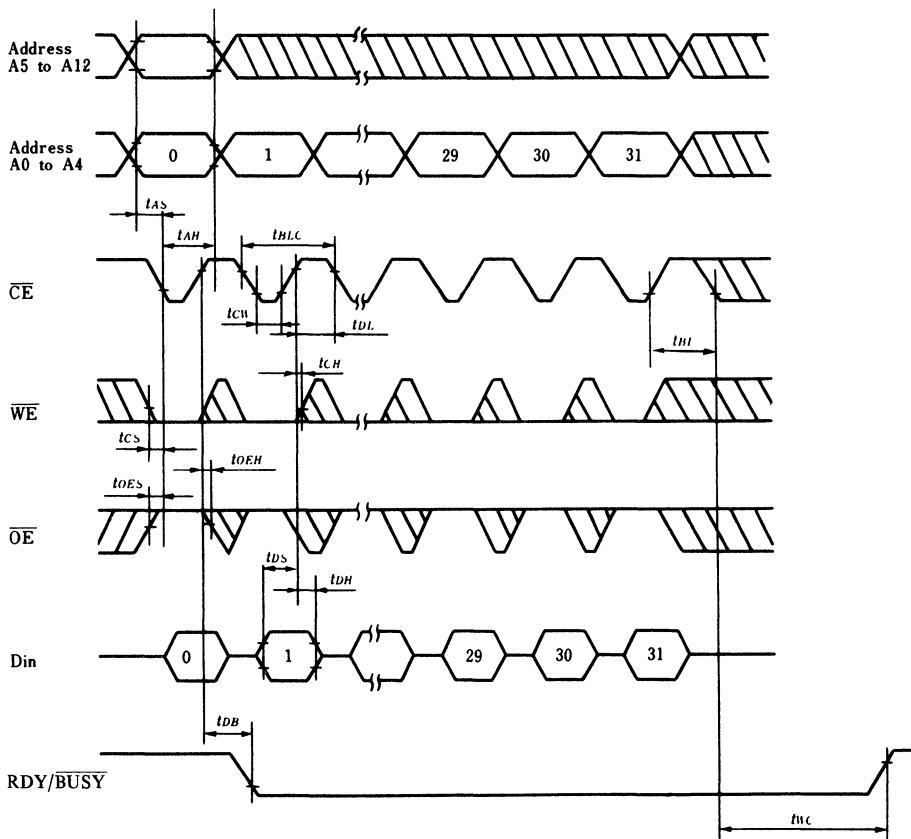 Address
A5 to A12
Address
A0 to A4
0 1 29 30 31
tAS
tAH
tBLC
CE
tCW
tDL
tBL
tCH
WE
tCS
tOEH
tOES
OE
tDS
tDH
Din
0 1 29 30 31
tDB
RDY/BUSY
tWC